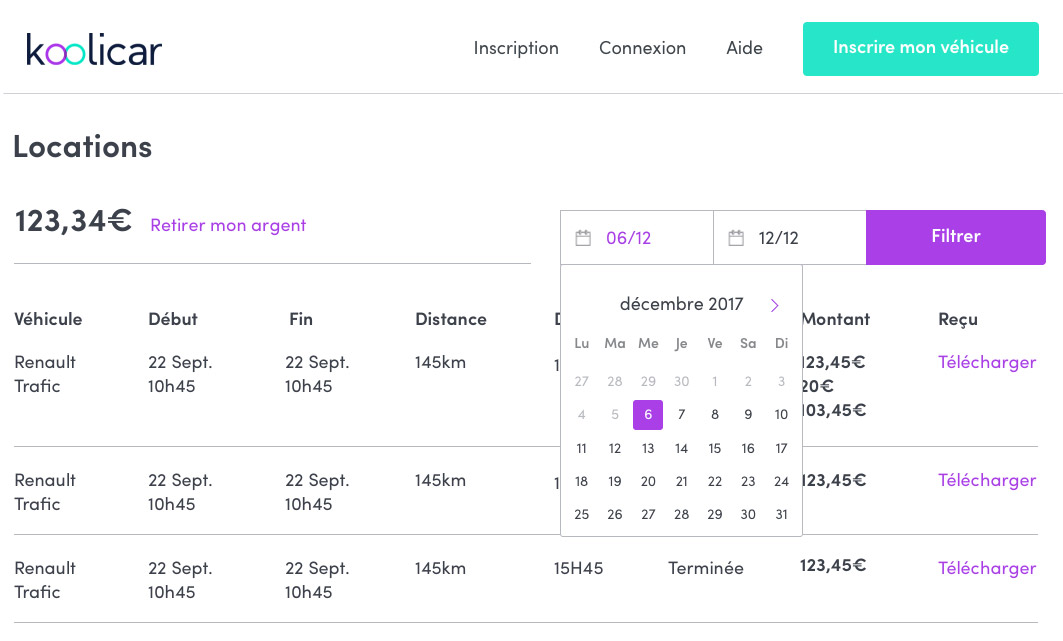 koolicar
Inscription Connexion Aide Inscrire mon véhicule
Locations
123,34€ Retirer mon argent
06/12 12/12 Filtrer
décembre 2017
Lu Ma Me Je Ve Sa Di
27 28 29 30 1 2 3
4 5 6 7 8 9 10
11 12 13 14 15 16 17
18 19 20 21 22 23 24
25 26 27 28 29 30 31
Véhicule Début Fin Distance Montant Reçu
Renault 22 Sept. 22 Sept. 145km 123,45€ Télécharger
Trafic 10h45 10h45 20€
103,45€
Renault 22 Sept. 22 Sept. 145km 123,45€ Télécharger
Trafic 10h45 10h45
Renault 22 Sept. 22 Sept. 145km 15H45 Terminée 123,45€ Télécharger
Trafic 10h45 10h45